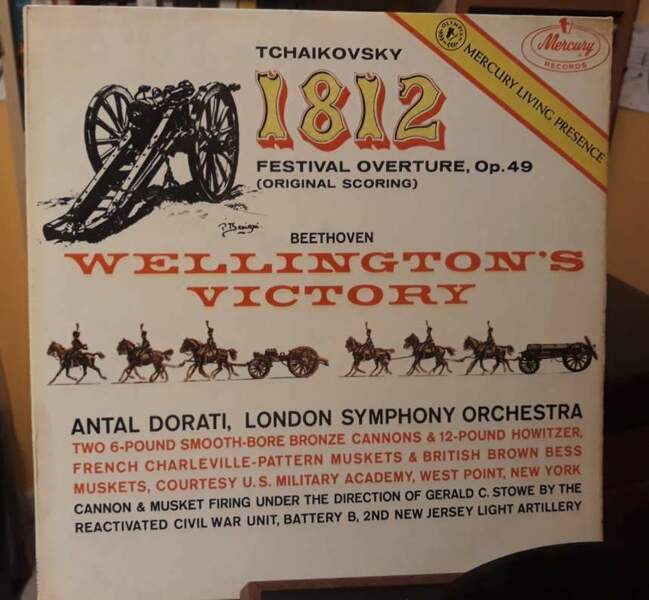 TCHAIKOVSKY
1812
FESTIVAL OVERTURE, Op. 49
(ORIGINAL SCORING)
MERCURY LIVING PRESENCE
Mercury
RECORDS
BEETHOVEN
WELLINGTON'S
VICTORY
ANTAL DORATI, LONDON SYMPHONY ORCHESTRA
TWO 6-POUND SMOOTH-BORE BRONZE CANNONS & 12-POUND HOWITZER,
FRENCH CHARLEVILLE-PATTERN MUSKETS & BRITISH BROWN BESS
MUSKETS, COURTESY U.S. MILITARY ACADEMY, WEST POINT, NEW YORK
CANNON & MUSKET FIRING UNDER THE DIRECTION OF GERALD C. STOWE BY THE
REACTIVATED CIVIL WAR UNIT, BATTERY B, 2ND NEW JERSEY LIGHT ARTILLERY